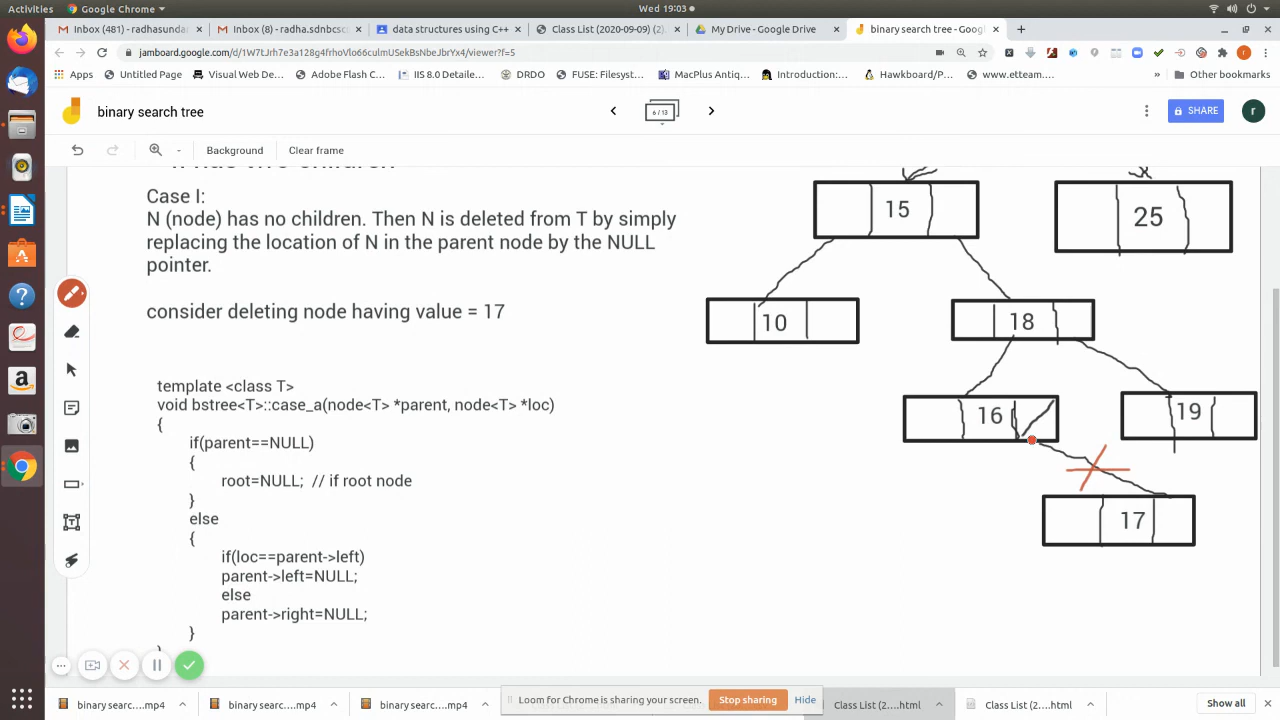 Activities
Google Chrome
Wed 19:03
Inbox (481) - radhasunda
Inbox (8) - radha.sdnbcsc
data structures using C++
Class List (2020-09-09) (2).
My Drive - Google Drive
binary search tree - Googl
jamboard.google.com/d/1W7tJrh7e3a128g4frhoVlo66culmUSekBsNbeJbrYx4/viewer?f=5
Apps
Untitled Page
Visual Web De...
Adobe Flash C...
IIS 8.0 Detaile...
DRDO
FUSE: Filesyst...
MacPlus Antiq...
Introduction:...
Hawkboard/P...
www.etteam.c...
Other bookmarks
binary search tree
6 / 13
SHARE
r
Background
Clear frame
Case I:
N (node) has no children. Then N is deleted from T by simply
replacing the location of N in the parent node by the NULL
pointer.
consider deleting node having value = 17
template <class T>
void bstree<T>::case_a(node<T> *parent, node<T> *loc)
{
if(parent==NULL)
{
root=NULL;  // if root node
}
else
{
if(loc==parent->left)
parent->left=NULL;
else
parent->right=NULL;
}
15
25
10
18
16
19
17
binary searc....mp4
binary searc....mp4
binary searc....mp4
Loom for Chrome is sharing your screen.
Stop sharing
Hide
Class List (2....html
Class List (2....html
Show all